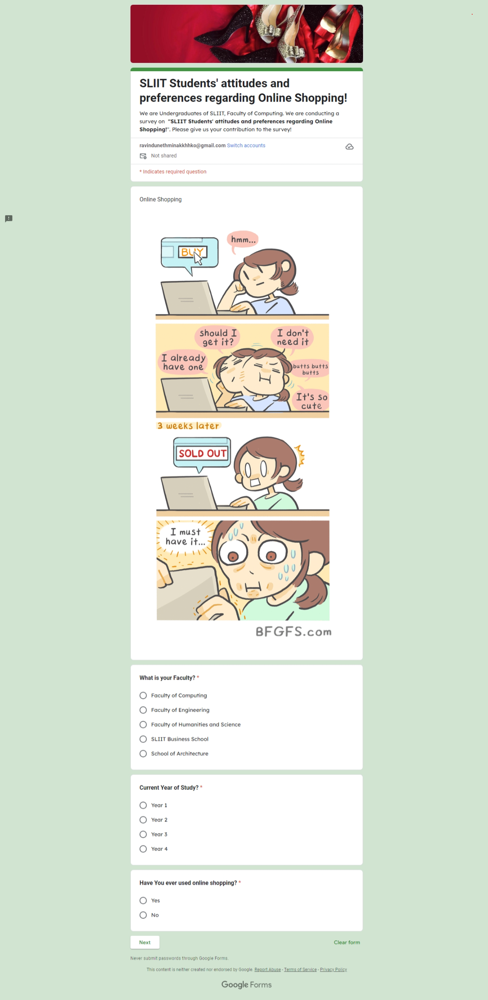 SLIIT Students' attitudes and
preferences regarding Online Shopping!
We are Undergraduates of SLIIT, Faculty of Computing. We are conducting a
survey on "SLIIT Students' attitudes and preferences regarding Online
Shopping!". Please give us your contribution to the survey!
ravindunethminakkhhko@gmail.com Switch accounts
Not shared
* Indicates required question
Online Shopping
hmm...
BUY
should I
get it?
I don't
need it
I already
have one
butts butts
butts
It's so
cute
3 weeks later
SOLD OUT
I must
have it...
BFGFS.com
What is your Faculty? *
Faculty of Computing
Faculty of Engineering
Faculty of Humanities and Science
SLIIT Business School
School of Architecture
Current Year of Study? *
Year 1
Year 2
Year 3
Year 4
Have You ever used online shopping? *
Yes
No
Next
Clear form
Never submit passwords through Google Forms.
This content is neither created nor endorsed by Google. Report Abuse - Terms of Service - Privacy Policy
Google Forms